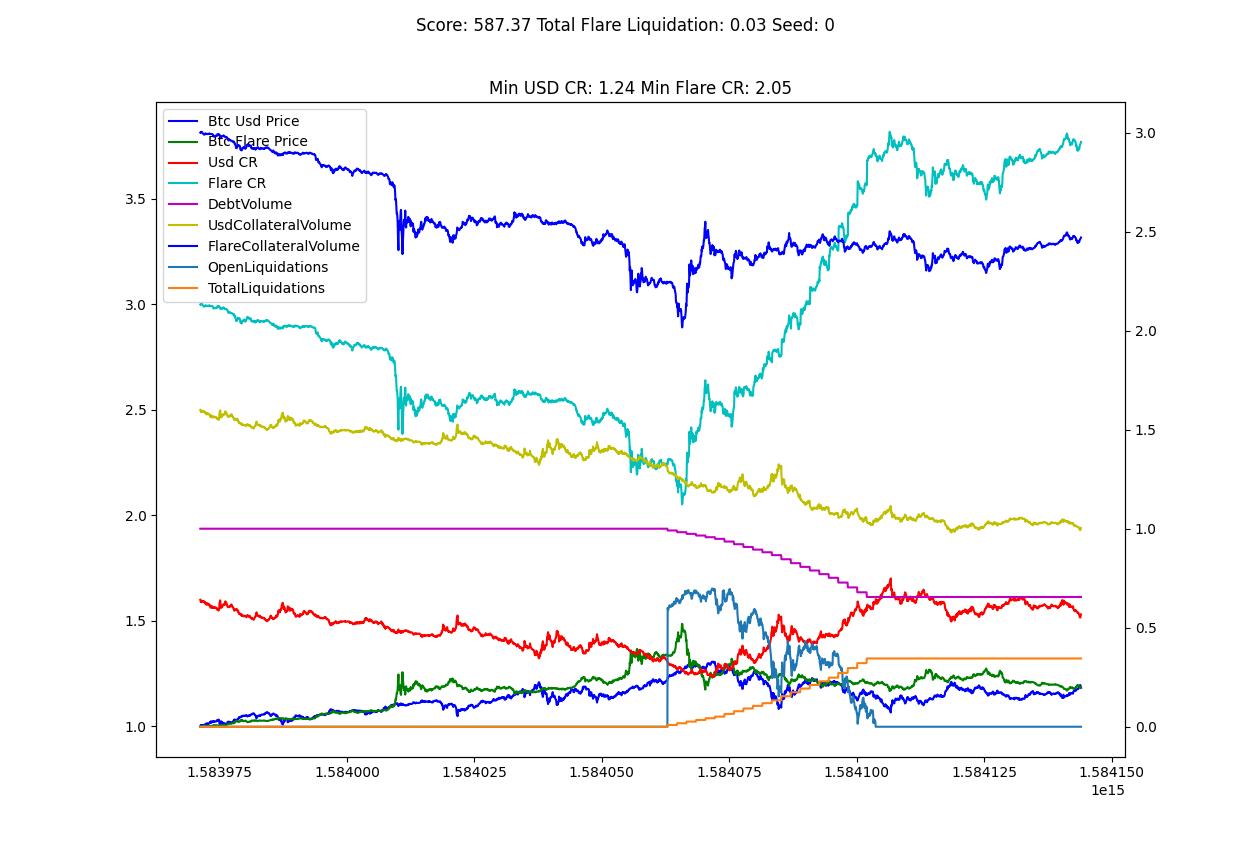 Score: 587.37 Total Flare Liquidation: 0.03 Seed: 0
Min USD CR: 1.24 Min Flare CR: 2.05
Btc Usd Price
Btc Flare Price
Usd CR
Flare CR
DebtVolume
UsdCollateralVolume
FlareCollateralVolume
OpenLiquidations
TotalLiquidations
3.5
3.0
2.5
2.0
1.5
1.0
3.0
2.5
2.0
1.5
1.0
0.5
0.0
1.583975 1.584000 1.584025 1.584050 1.584075 1.584100 1.584125 1.584150
1e15